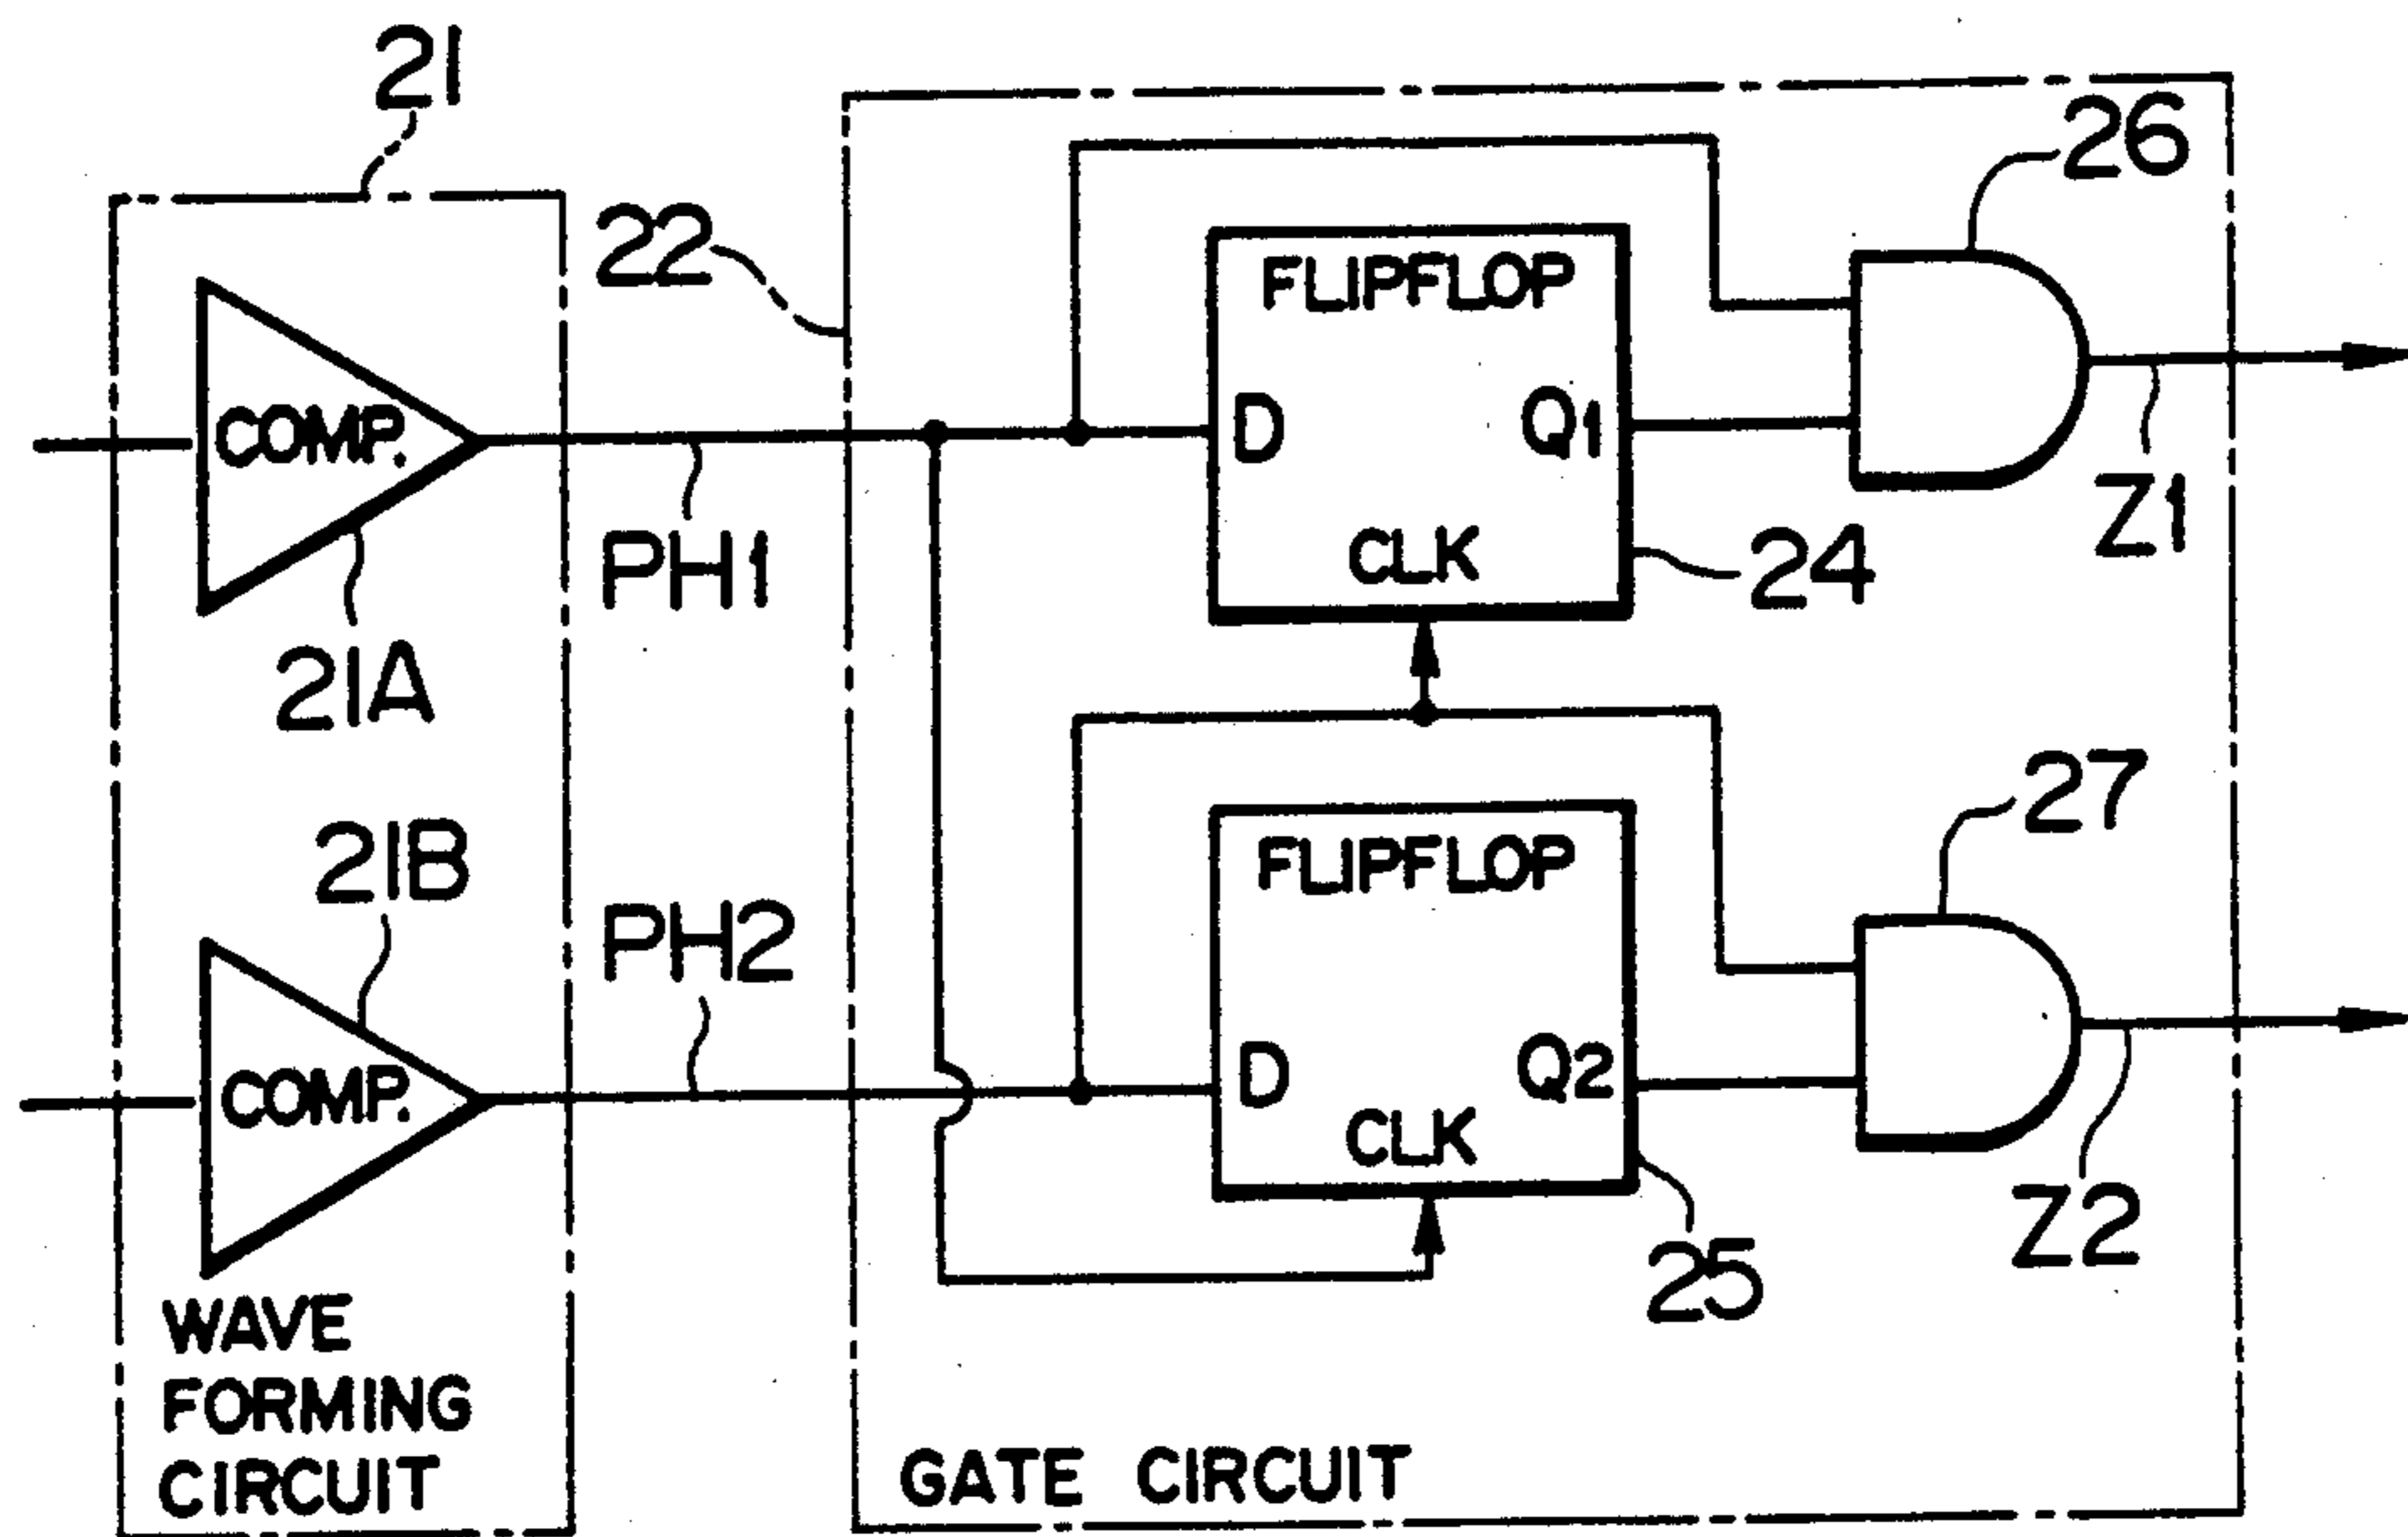 21
22
26
FLIPFLOP
COMP.
D
Q1
CLK
Z1
PH1
24
21A
27
21B
FLIPFLOP
PH2
COMP.
D
Q2
CLK
Z2
25
WAVE
FORMING
CIRCUIT
GATE CIRCUIT